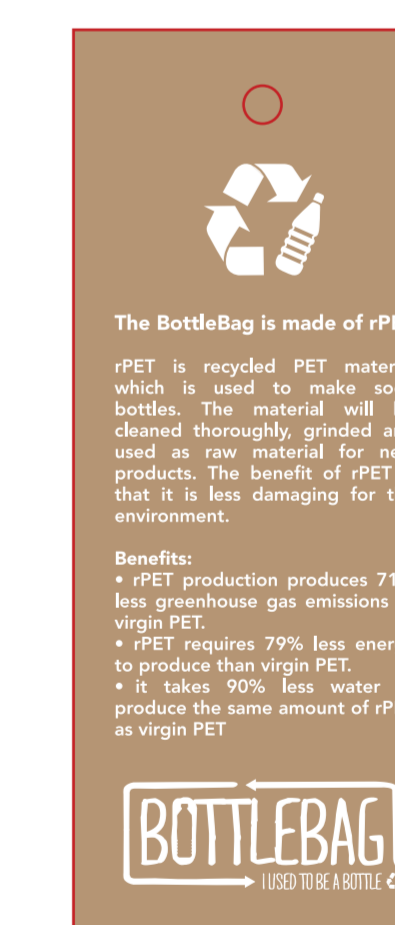 The BottleBag is made of rPE
rPET is recycled PET mater
which is used to make so
bottles. The material will
cleaned thoroughly, grinded a
used as raw material for ne
products. The benefit of rPET
that it is less damaging for t
environment.
Benefits:
• rPET production produces 71
less greenhouse gas emissions
virgin PET.
• rPET requires 79% less ener
to produce than virgin PET.
• it takes 90% less water
produce the same amount of rP
as virgin PET
BOTTLEBAG
I USED TO BE A BOTTLE